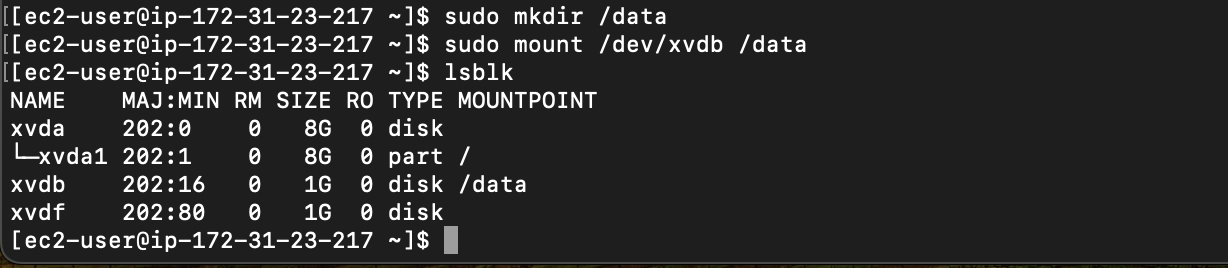 [[ec2-user@ip-172-31-23-217 ~]$ sudo mkdir /data
[[ec2-user@ip-172-31-23-217 ~]$ sudo mount /dev/xvdb /data
[[ec2-user@ip-172-31-23-217 ~]$ lsblk
NAME    MAJ:MIN RM SIZE RO TYPE MOUNTPOINT
xvda    202:0    0   8G  0 disk
└─xvda1 202:1    0   8G  0 part /
xvdb    202:16   0   1G  0 disk /data
xvdf    202:80   0   1G  0 disk
[ec2-user@ip-172-31-23-217 ~]$